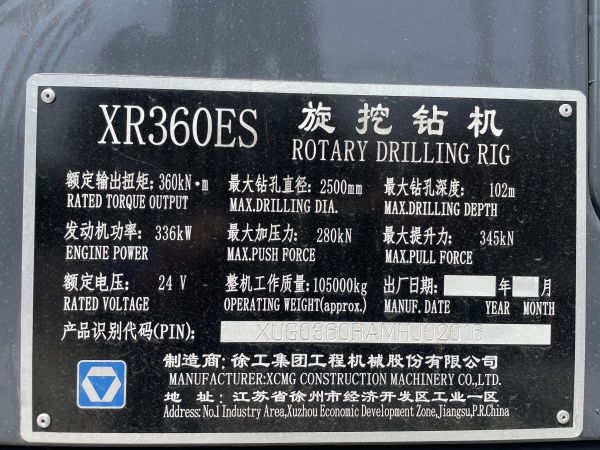 XR360ES 旋挖钻机
ROTARY DRILLING RIG
额定输出扭矩: 360kN·m 最大钻孔直径: 2500mm 最大钻孔深度: 102m
RATED TORQUE OUTPUT MAX.DRILLING DIA. MAX.DRILLING DEPTH
发动机功率: 336kW 最大加压力: 280kN 最大提升力: 345kN
ENGINE POWER MAX.PUSH FORCE MAX.PULL FORCE
额定电压: 24 V 整机工作质量: 105000kg 出厂日期: 年 月
RATED VOLTAGE OPERATING WEIGHT(approx.) MANUF. DATE YEAR MONTH
产品识别代码(PIN): XUG0360RAMHJ02016
制造商: 徐工集团工程机械股份有限公司
MANUFACTURER:XCMG CONSTRUCTION MACHINERY CO.,LTD.
地 址: 江苏省徐州市经济开发区工业一区
Address: No.1 Industry Area,Xuzhou Economic Development Zone,Jiangsu,P.R.China